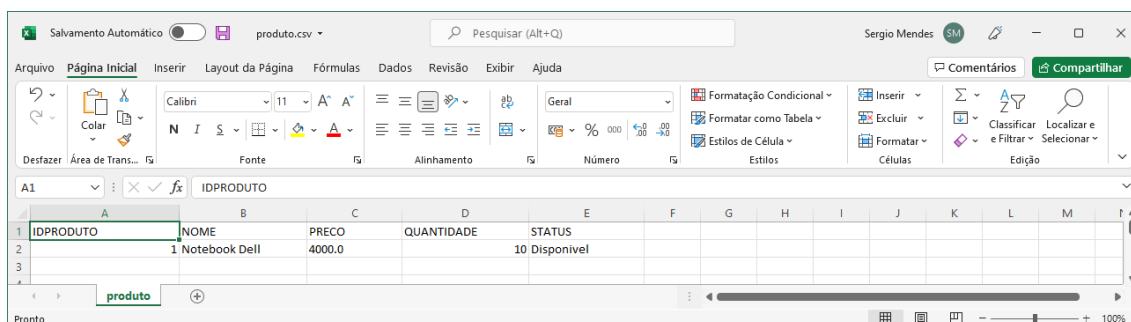 Salvamento Automático produto.csv Pesquisar (Alt+Q) Sergio Mendes SM
Arquivo Página Inicial Inserir Layout da Página Fórmulas Dados Revisão Exibir Ajuda Comentários Compartilhar
Colar
Calibri 11 A A
N I S A
ab
Geral
% 000
Formatação Condicional
Formatar como Tabela
Estilos de Célula
Inserir
Excluir
Formatar
Classificar e Filtrar
Localizar e Selecionar
Desfazer Área de Trans... Fonte Alinhamento Número Estilos Células Edição
A1 fx IDPRODUTO
A B C D E F G H I J K L M N
1 IDPRODUTO NOME PRECO QUANTIDADE STATUS
2 1 Notebook Dell 4000.0 10 Disponivel
3
produto
Pronto 100%